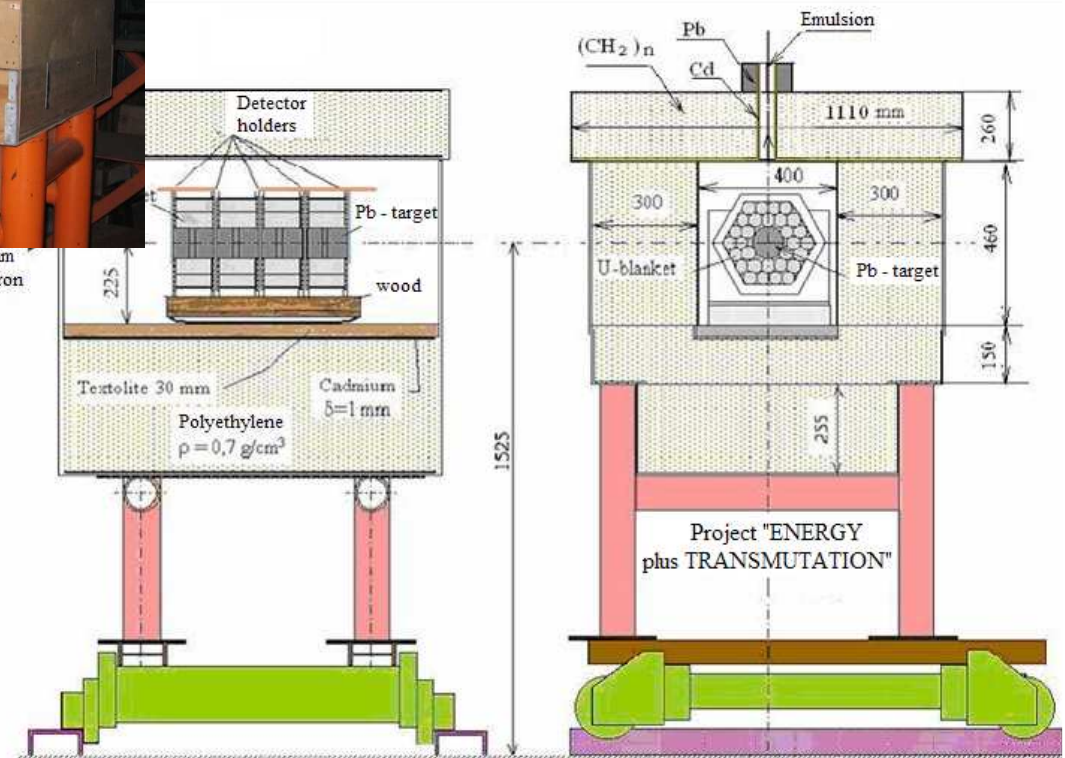 Detector
holders
Pb - target
225
wood
Textolite 30 mm
Cadmium
δ=1 mm
Polyethylene
ρ = 0,7 g/cm³
1525
Emulsion
Pb
(CH₂)n
Cd
1110 mm
260
400
300
300
460
U-blanket
Pb - target
150
255
Project "ENERGY
plus TRANSMUTATION"